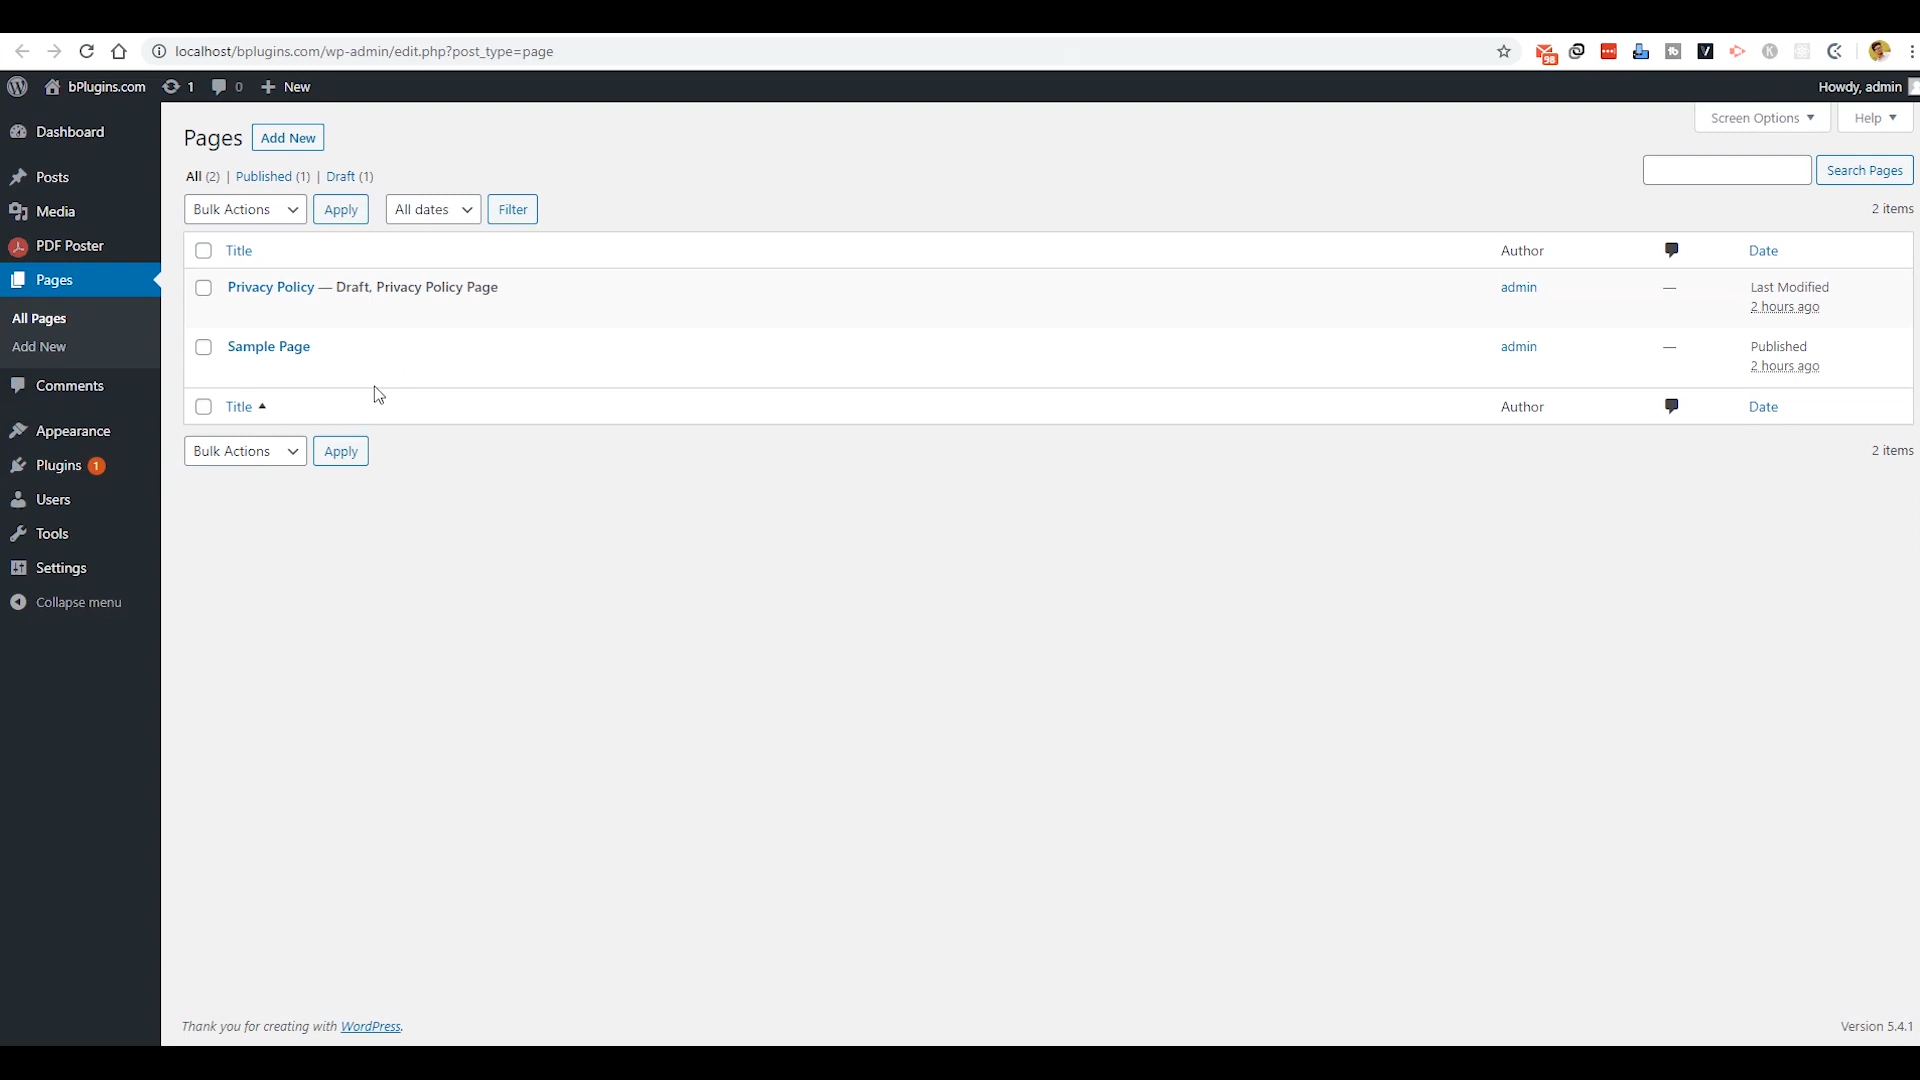 localhost/bplugins.com/wp-admin/edit.php?post_type=page
98
bPlugins.com 1 0 New
Howdy, admin
Dashboard
Posts
Media
PDF Poster
Pages
All Pages
Add New
Comments
Appearance
Plugins 1
Users
Tools
Settings
Collapse menu
Screen Options Help
Pages Add New
All (2) | Published (1) | Draft (1)
Search Pages
Bulk Actions Apply All dates Filter
2 items
Title Author Date
Privacy Policy — Draft, Privacy Policy Page admin — Last Modified
2 hours ago
Sample Page admin — Published
2 hours ago
Title Author Date
Bulk Actions Apply
2 items
Thank you for creating with WordPress.
Version 5.4.1